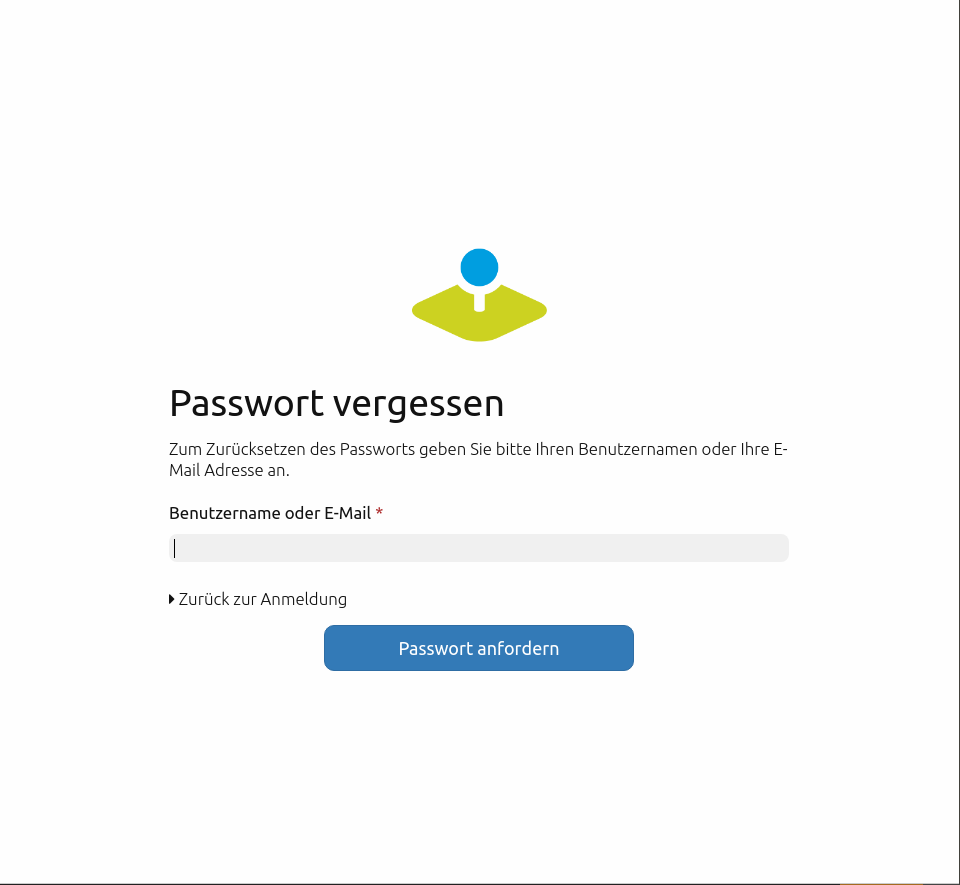 Passwort vergessen
Zum Zurücksetzen des Passworts geben Sie bitte Ihren Benutzernamen oder Ihre E-
Mail Adresse an.
Benutzername oder E-Mail *
Zurück zur Anmeldung
Passwort anfordern